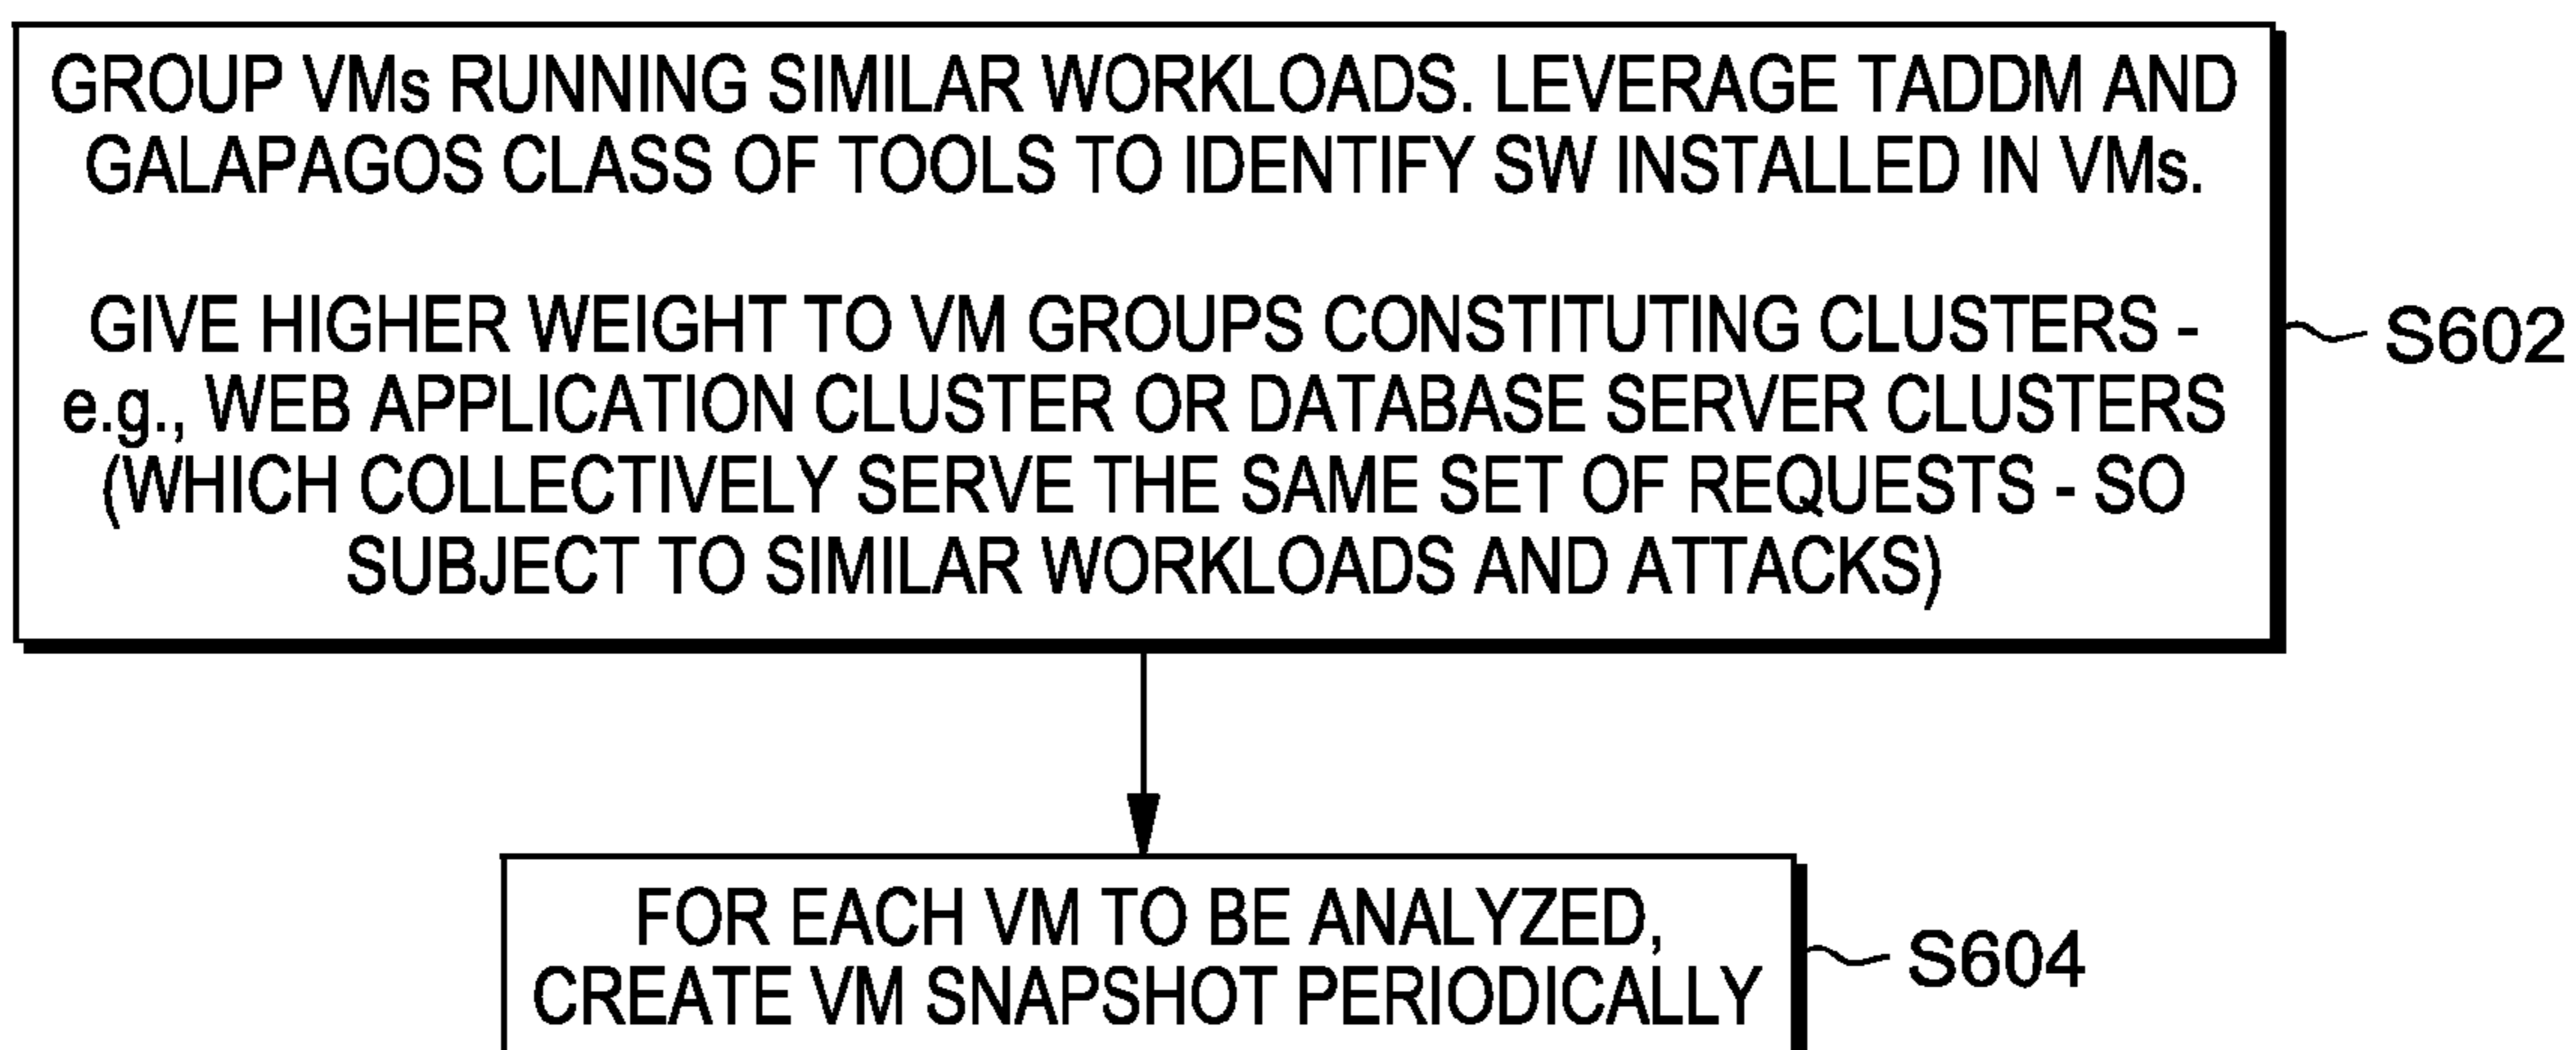 GROUP VMs RUNNING SIMILAR WORKLOADS. LEVERAGE TADDM AND
GALAPAGOS CLASS OF TOOLS TO IDENTIFY SW INSTALLED IN VMs.
GIVE HIGHER WEIGHT TO VM GROUPS CONSTITUTING CLUSTERS -
e.g., WEB APPLICATION CLUSTER OR DATABASE SERVER CLUSTERS
(WHICH COLLECTIVELY SERVE THE SAME SET OF REQUESTS - SO
SUBJECT TO SIMILAR WORKLOADS AND ATTACKS)
S602
FOR EACH VM TO BE ANALYZED,
CREATE VM SNAPSHOT PERIODICALLY
S604